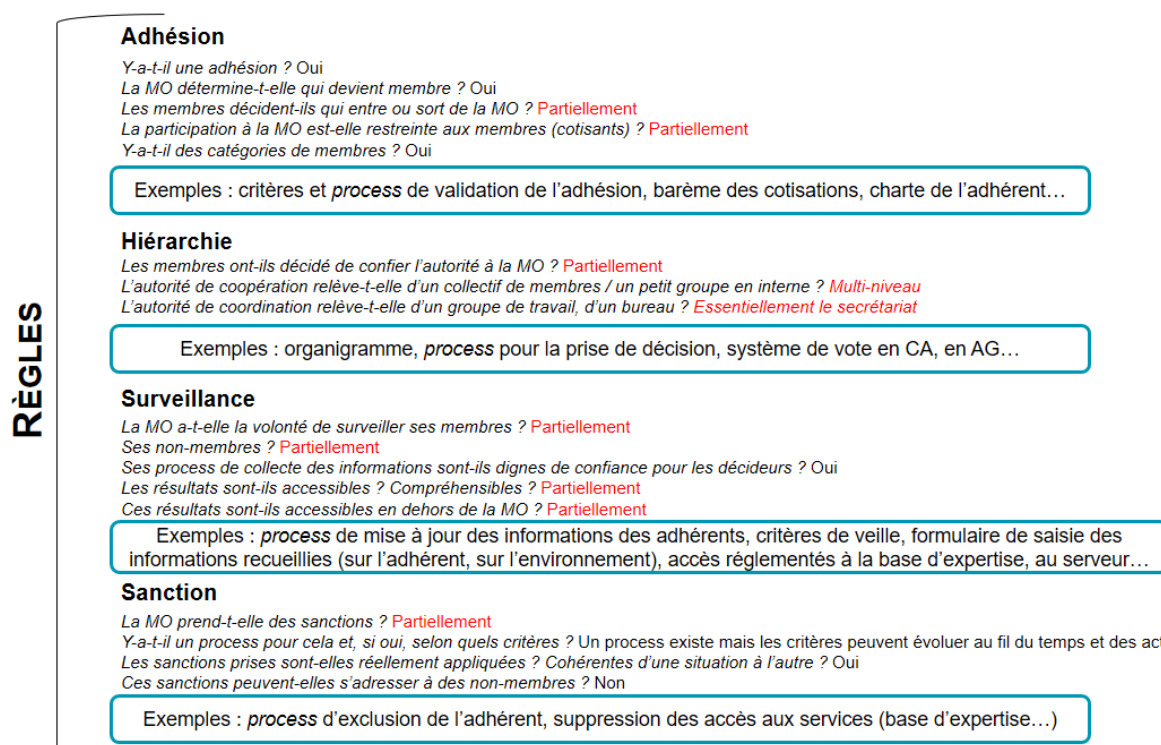 RÈGLES
Adhésion
Y-a-t-il une adhésion ? Oui
La MO détermine-t-elle qui devient membre ? Oui
Les membres décident-ils qui entre ou sort de la MO ? Partiellement
La participation à la MO est-elle restreinte aux membres (cotisants) ? Partiellement
Y-a-t-il des catégories de membres ? Oui
Exemples : critères et process de validation de l’adhésion, barème des cotisations, charte de l’adhérent…
Hiérarchie
Les membres ont-ils décidé de confier l’autorité à la MO ? Partiellement
L’autorité de coopération relève-t-elle d’un collectif de membres / un petit groupe en interne ? Multi-niveau
L’autorité de coordination relève-t-elle d’un groupe de travail, d’un bureau ? Essentiellement le secrétariat
Exemples : organigramme, process pour la prise de décision, système de vote en CA, en AG…
Surveillance
La MO a-t-elle la volonté de surveiller ses membres ? Partiellement
Ses non-membres ? Partiellement
Ses process de collecte des informations sont-ils dignes de confiance pour les décideurs ? Oui
Les résultats sont-ils accessibles ? Compréhensibles ? Partiellement
Ces résultats sont-ils accessibles en dehors de la MO ? Partiellement
Exemples : process de mise à jour des informations des adhérents, critères de veille, formulaire de saisie des
informations recueillies (sur l’adhérent, sur l’environnement), accès réglementés à la base d’expertise, au serveur…
Sanction
La MO prend-t-elle des sanctions ? Partiellement
Y-a-t-il un process pour cela et, si oui, selon quels critères ? Un process existe mais les critères peuvent évoluer au fil du temps et des act
Les sanctions prises sont-elles réellement appliquées ? Cohérentes d’une situation à l’autre ? Oui
Ces sanctions peuvent-elles s’adresser à des non-membres ? Non
Exemples : process d’exclusion de l’adhérent, suppression des accès aux services (base d’expertise…)